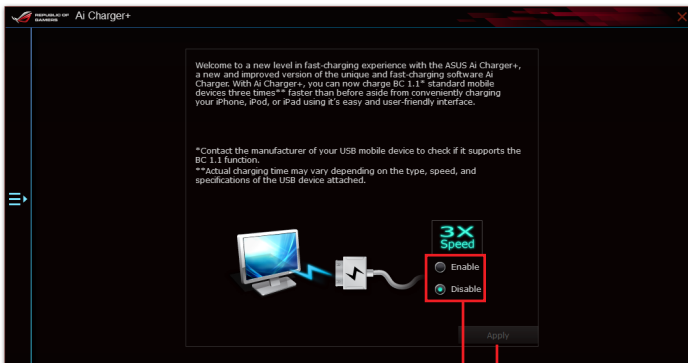 REPUBLIC OF
GAMERS
Ai Charger+
Welcome to a new level in fast-charging experience with the ASUS Ai Charger+,
a new and improved version of the unique and fast-charging software Ai
Charger. With Ai Charger+, you can now charge BC 1.1* standard mobile
devices three times** faster than before aside from conveniently charging
your iPhone, iPod, or iPad using it's easy and user-friendly interface.
*Contact the manufacturer of your USB mobile device to check if it supports the
BC 1.1 function.
**Actual charging time may vary depending on the type, speed, and
specifications of the USB device attached.
3X
Speed
Enable
Disable
Apply